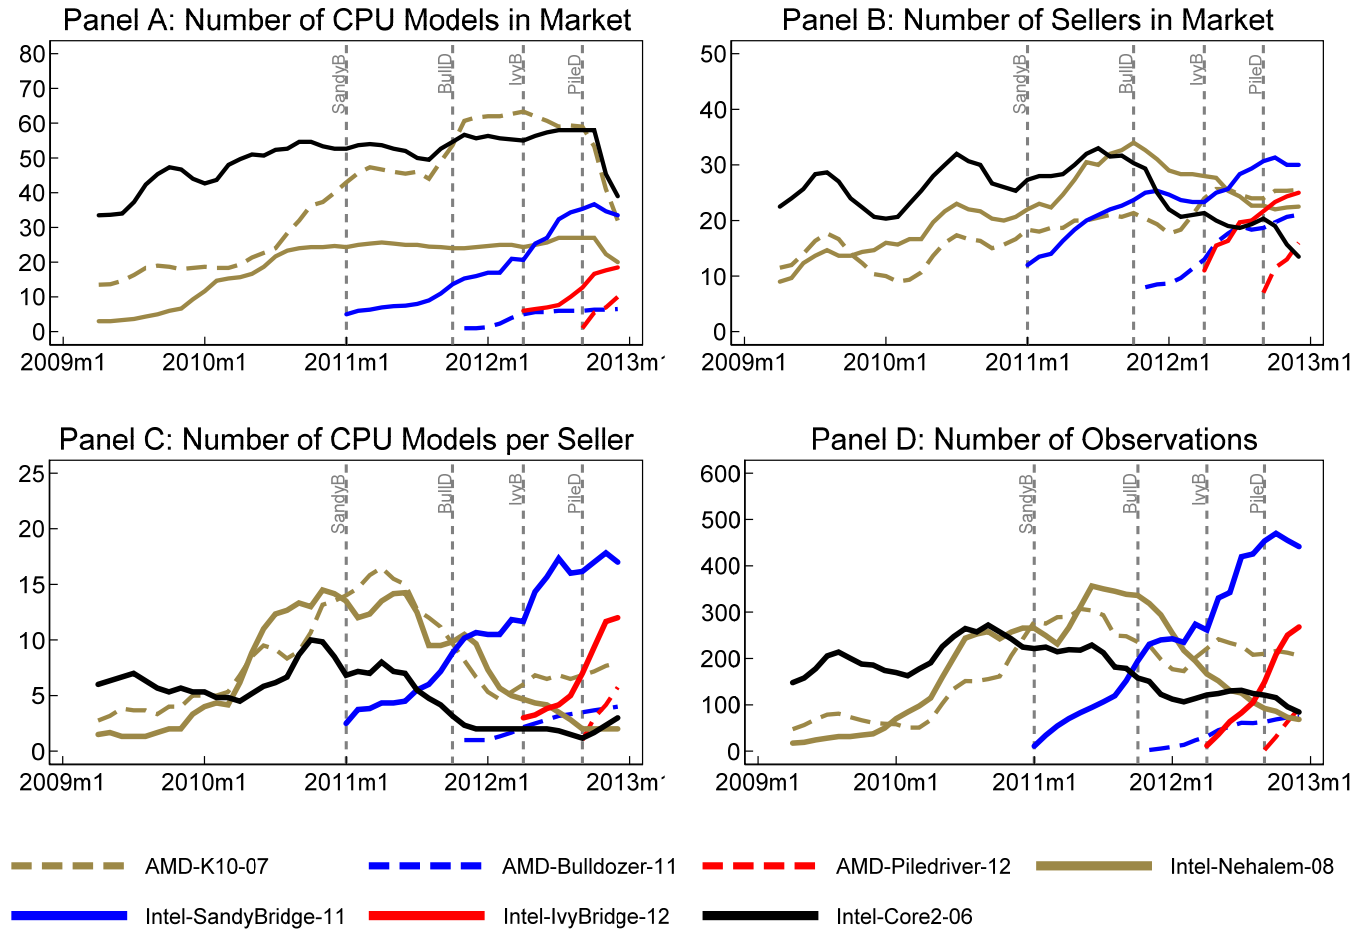 Panel A: Number of CPU Models in Market
80
70
60
50
40
30
20
10
0
SandyB
BullD
IvyB
PileD
2009m1
2010m1
2011m1
2012m1
2013m1
Panel B: Number of Sellers in Market
50
40
30
20
10
0
SandyB
BullD
IvyB
PileD
2009m1
2010m1
2011m1
2012m1
2013m1
Panel C: Number of CPU Models per Seller
25
20
15
10
5
0
SandyB
BullD
IvyB
PileD
2009m1
2010m1
2011m1
2012m1
2013m1
Panel D: Number of Observations
600
500
400
300
200
100
0
SandyB
BullD
IvyB
PileD
2009m1
2010m1
2011m1
2012m1
2013m1
AMD-K10-07
AMD-Bulldozer-11
AMD-Piledriver-12
Intel-Nehalem-08
Intel-SandyBridge-11
Intel-IvyBridge-12
Intel-Core2-06